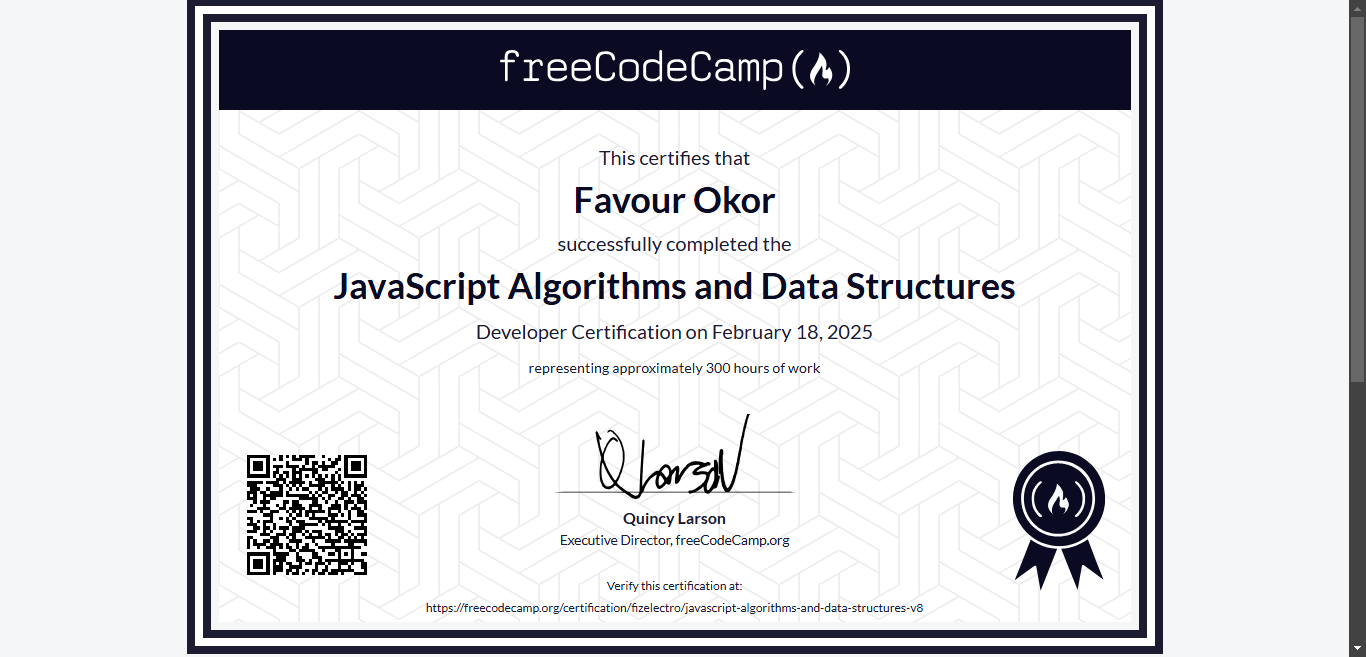 freeCodeCamp
This certifies that
Favour Okor
successfully completed the
JavaScript Algorithms and Data Structures
Developer Certification on February 18, 2025
representing approximately 300 hours of work
Quincy Larson
Executive Director, freeCodeCamp.org
Verify this certification at:
https://freecodecamp.org/certification/fizelectro/javascript-algorithms-and-data-structures-v8